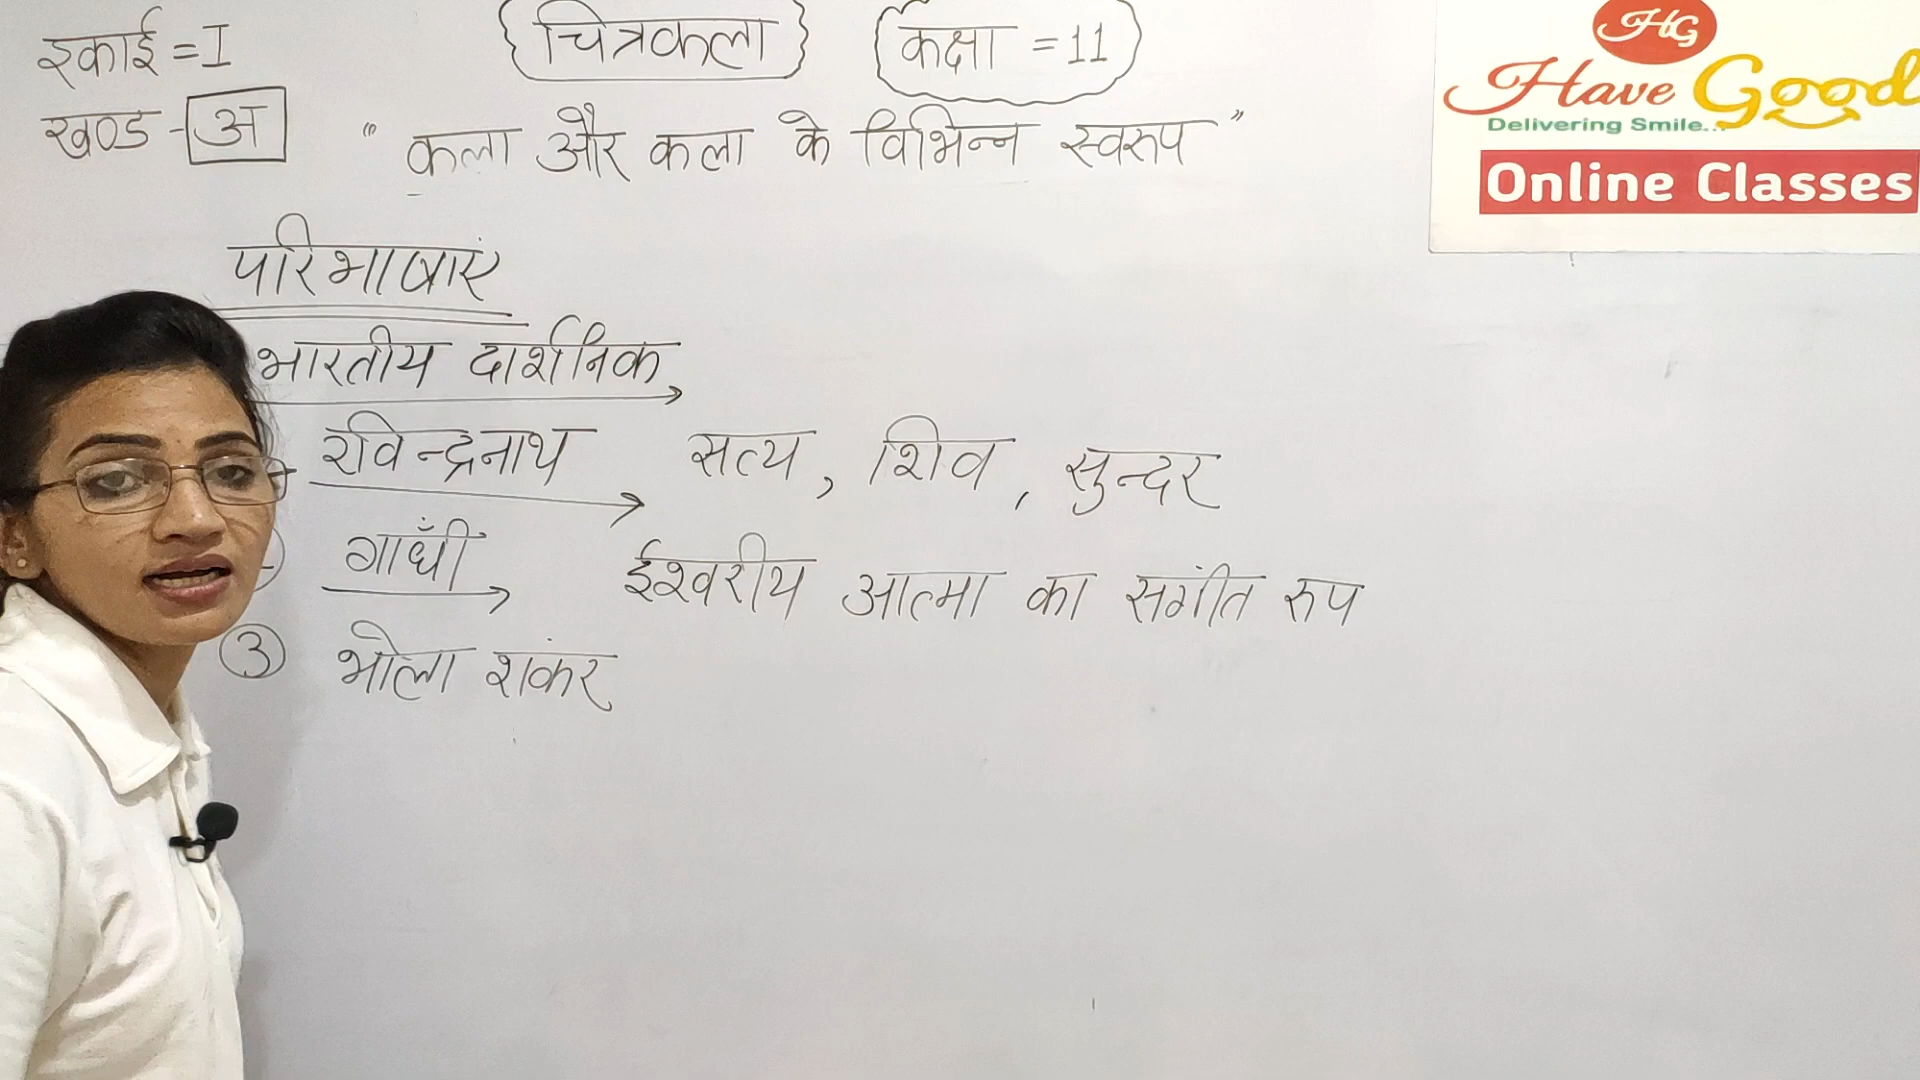 इकाई = I
खण्ड - अ
चित्रकला
कक्षा = 11
" कला और कला के विभिन्न स्वरुप "
परिभाषाएं
भारतीय दार्शनिक
रविन्द्रनाथ सत्य, शिव, सुन्दर
गाँधी ईश्वरीय आत्मा का सगींत रुप
3 भोला शंकर
HG
Have Good
Delivering Smile...
Online Classes